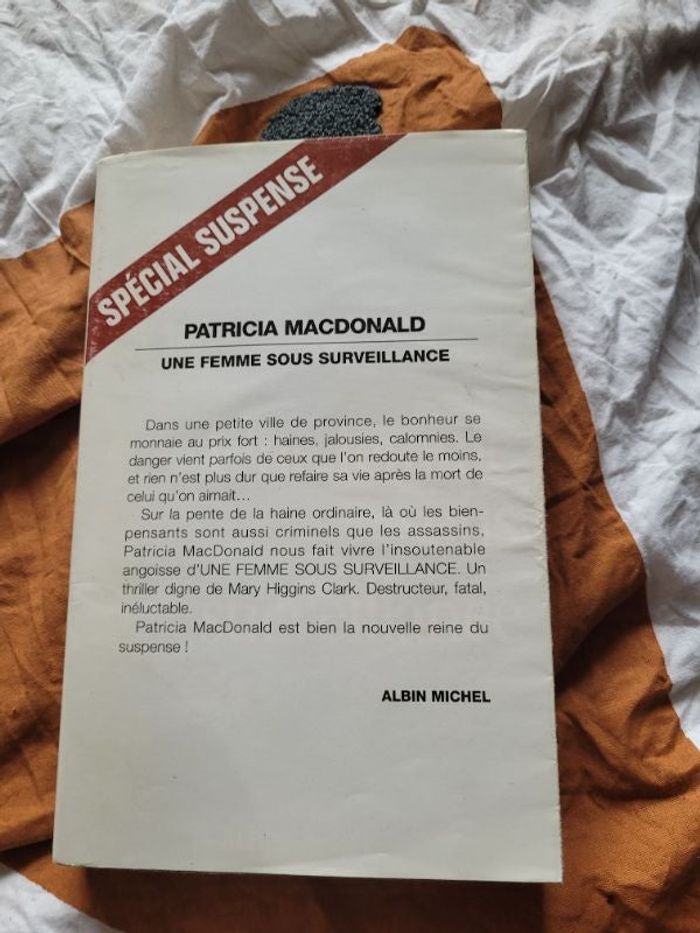 SPÉCIAL SUSPENSE
PATRICIA MACDONALD
UNE FEMME SOUS SURVEILLANCE
Dans une petite ville de province, le bonheur se
monnaie au prix fort : haines, jalousies, calomnies. Le
danger vient parfois de ceux que l'on redoute le moins,
et rien n'est plus dur que refaire sa vie après la mort de
celui qu'on aimait...
Sur la pente de la haine ordinaire, là où les bien-
pensants sont aussi criminels que les assassins,
Patricia MacDonald nous fait vivre l'insoutenable
angoisse d'UNE FEMME SOUS SURVEILLANCE. Un
thriller digne de Mary Higgins Clark. Destructeur, fatal,
inéluctable.
Patricia MacDonald est bien la nouvelle reine du
suspense !
ALBIN MICHEL